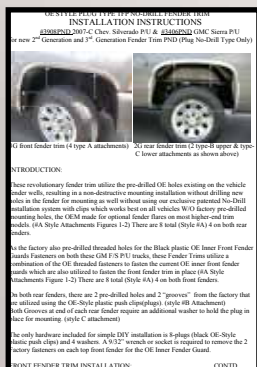 OE STYLE PLUG TYPE TFP NO-DRILL FENDER TRIM
INSTALLATION INSTRUCTIONS
#3908PND 2007-C Chev. Silverado P/U & #3406PND GMC Sierra P/U
for new 2nd Generation and 3rd. Generation Fender Trim PND (Plug No-Drill Type Only)
3G front fender trim (4 type A attachments)
2G rear fender trim (2 type-B upper & type-C lower attachments as shown above)
INTRODUCTION:
These revolutionary fender trim utilize the pre-drilled OE holes existing on the vehicle
fender wells, resulting in a non-destructive mounting installation without drilling new
holes in the fender for mounting as well without using our exclusive patented No-Drill
installation system with clips which works best on all vehicles W/O factory pre-drilled
mounting holes, the OEM made for optional fender flares on most higher-end trim
models. (#A Style Attachments Figure 1-2) There are 8 total (Style #A) 4 on both rear
fenders.
As the factory also pre-drilled threaded holes for the Black plastic OE Inner Front Fender
Guards Fasteners on both these GM F/S P/U trucks, these Fender Trims utilize a
combination of the OE threaded fasteners to fasten the current OE inner front fender
guards which are also utilized to fasten the front fender trim in place (#A Style
Attachments Figure 1-2) There are 8 total (Style #A) 4 on both front fenders.
On both rear fenders, there are 2 pre-drilled holes and 2 "grooves" from the factory that
are utilized using the OE-Style plastic push clips(plugs). (style #B Attachment)
Both Grooves at end of each rear fender require an additional washer to hold the plug in
place for mounting. (style C attachment)
The only hardware included for simple DIY installation is 8-plugs (black OE-Style
plastic push clips) and 4 washers. A 9/32" wrench or socket is required to remove the 2
Factory fasteners on each top front fender for the OE Inner Fender Guard.
FRONT FENDER TRIM INSTALLATION: CONTD